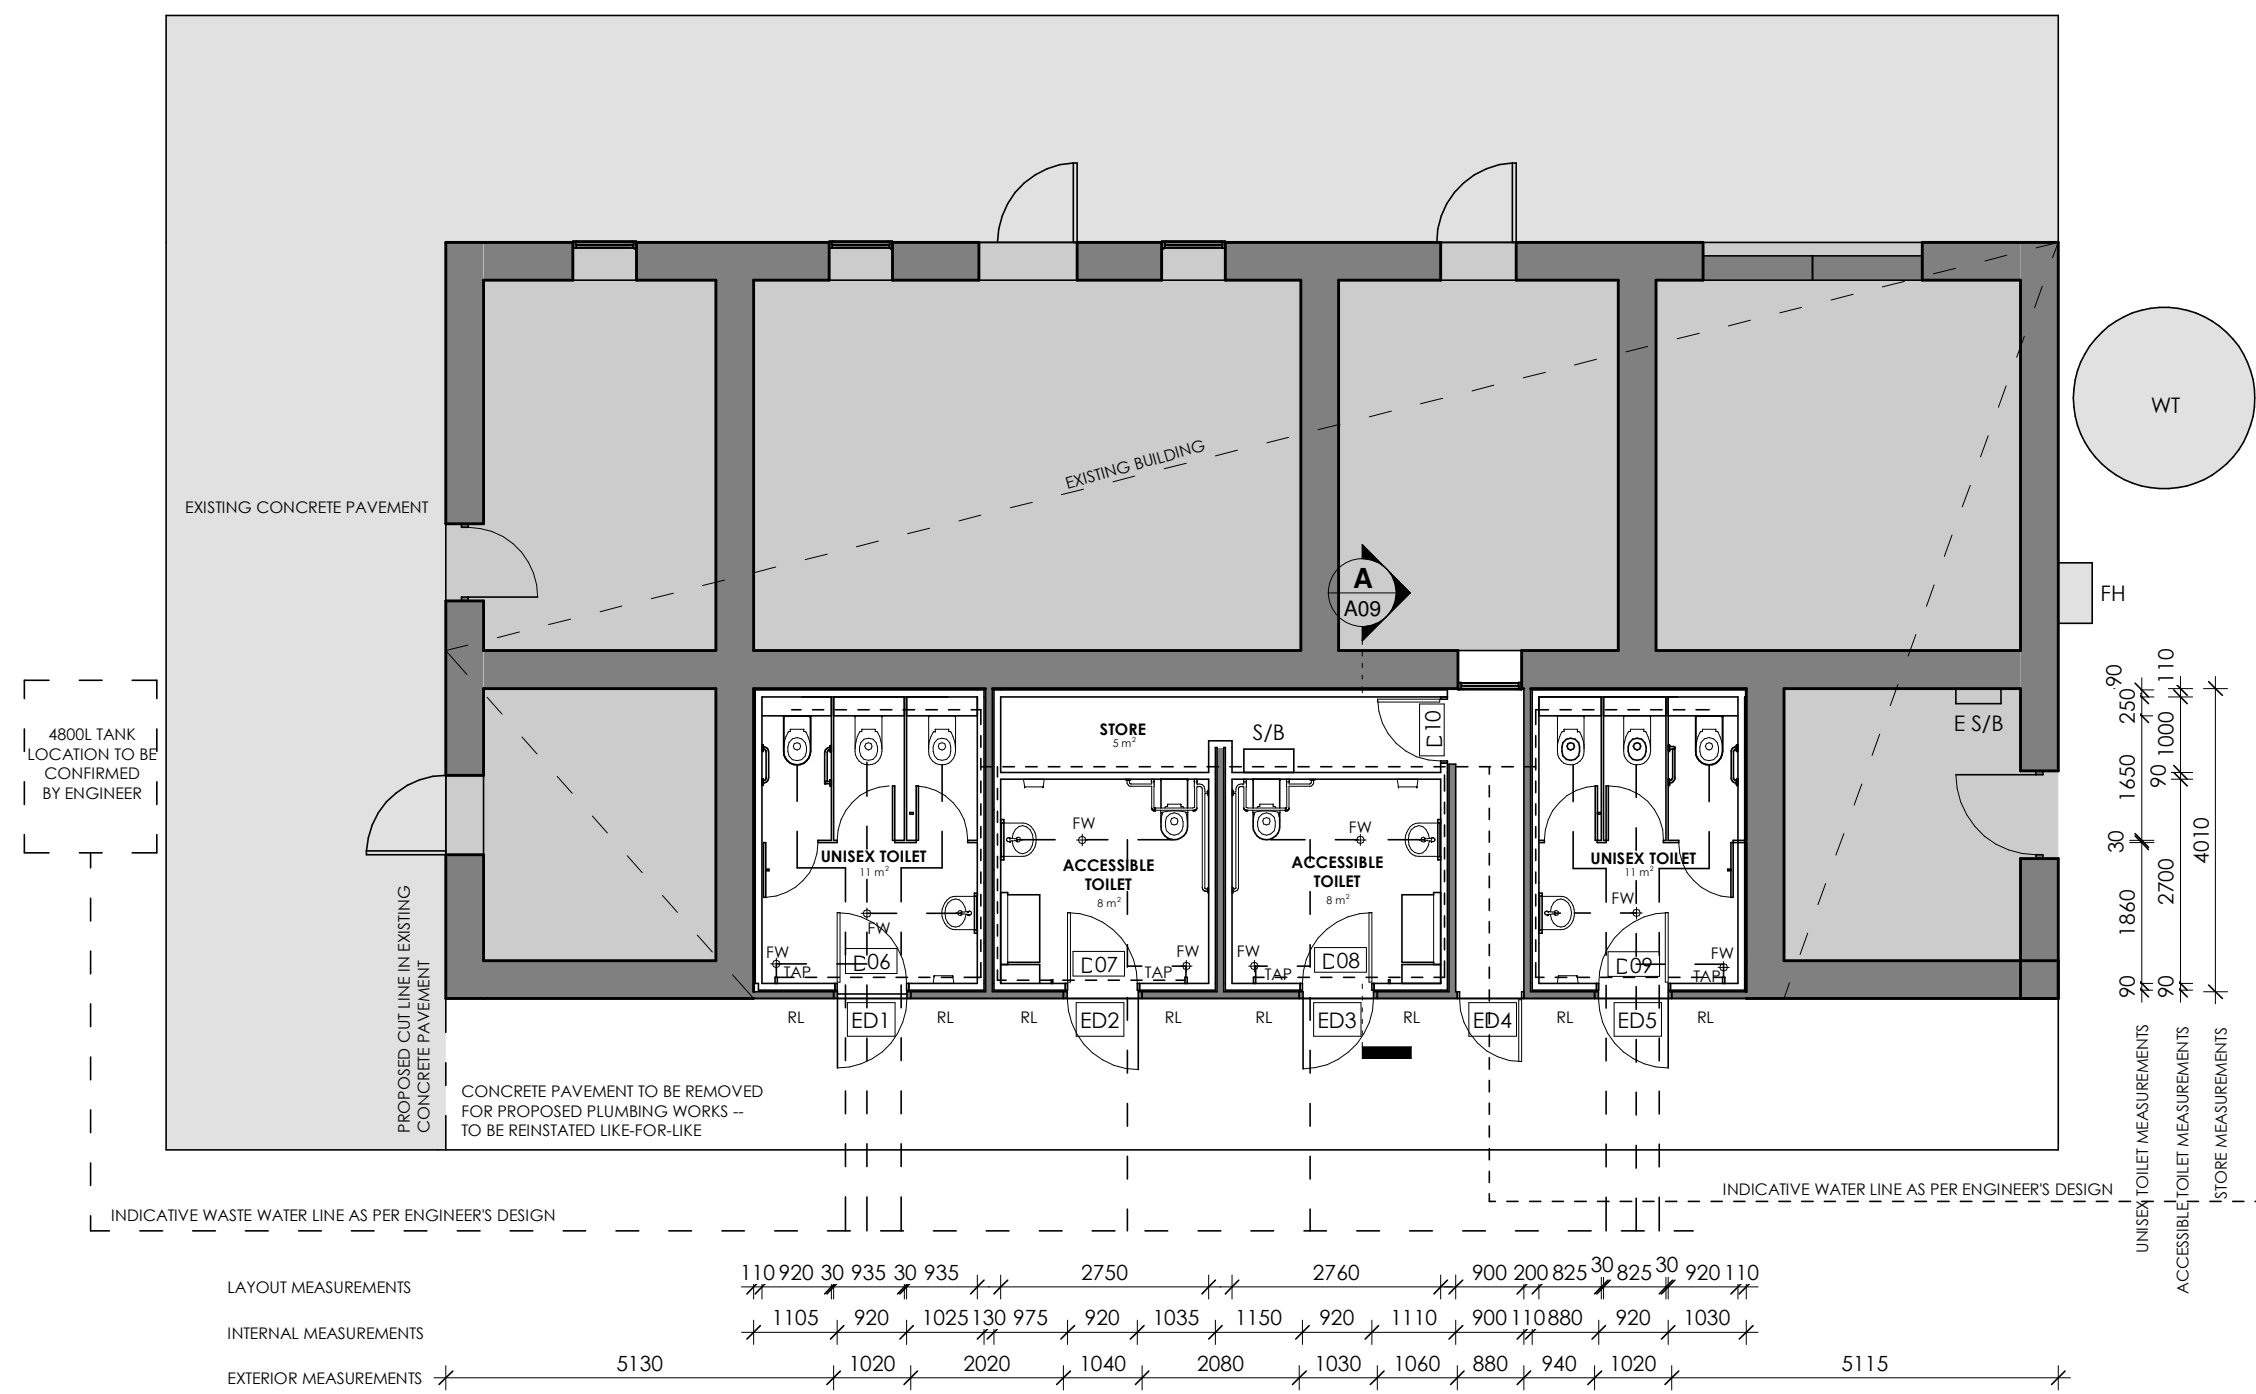 EXISTING BUILDING
WT
EXISTING CONCRETE PAVEMENT
A
A09
FH
4800L TANK
LOCATION TO BE
CONFIRMED
BY ENGINEER
STORE
5 m²
S/B
D10
E S/B
UNISEX TOILET
11 m²
FW
FW
TAP
D06
FW
ACCESSIBLE
TOILET
8 m²
D07
FW
TAP
FW
ACCESSIBLE
TOILET
8 m²
FW
TAP
D08
UNISEX TOILET
11 m²
FW
D09
FW
TAP
RL
ED1
RL
RL
ED2
RL
RL
ED3
RL
ED4
RL
ED5
RL
PROPOSED CUT LINE IN EXISTING
CONCRETE PAVEMENT
CONCRETE PAVEMENT TO BE REMOVED
FOR PROPOSED PLUMBING WORKS --
TO BE REINSTATED LIKE-FOR-LIKE
INDICATIVE WASTE WATER LINE AS PER ENGINEER'S DESIGN
INDICATIVE WATER LINE AS PER ENGINEER'S DESIGN
90 250 1650 30 1860 90
UNISEX TOILET MEASUREMENTS
110 1000 90 2700 90
ACCESSIBLE TOILET MEASUREMENTS
4010
STORE MEASUREMENTS
LAYOUT MEASUREMENTS 110 920 30 935 30 935 2750 2760 900 200 825 30 825 30 920 110
INTERNAL MEASUREMENTS 1105 920 1025 130 975 920 1035 1150 920 1110 900 110 880 920 1030
EXTERIOR MEASUREMENTS 5130 1020 2020 1040 2080 1030 1060 880 940 1020 5115